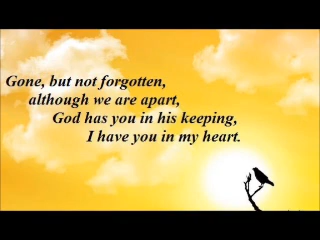 Gone, but not forgotten,
although we are apart,
God has you in his keeping,
I have you in my heart.